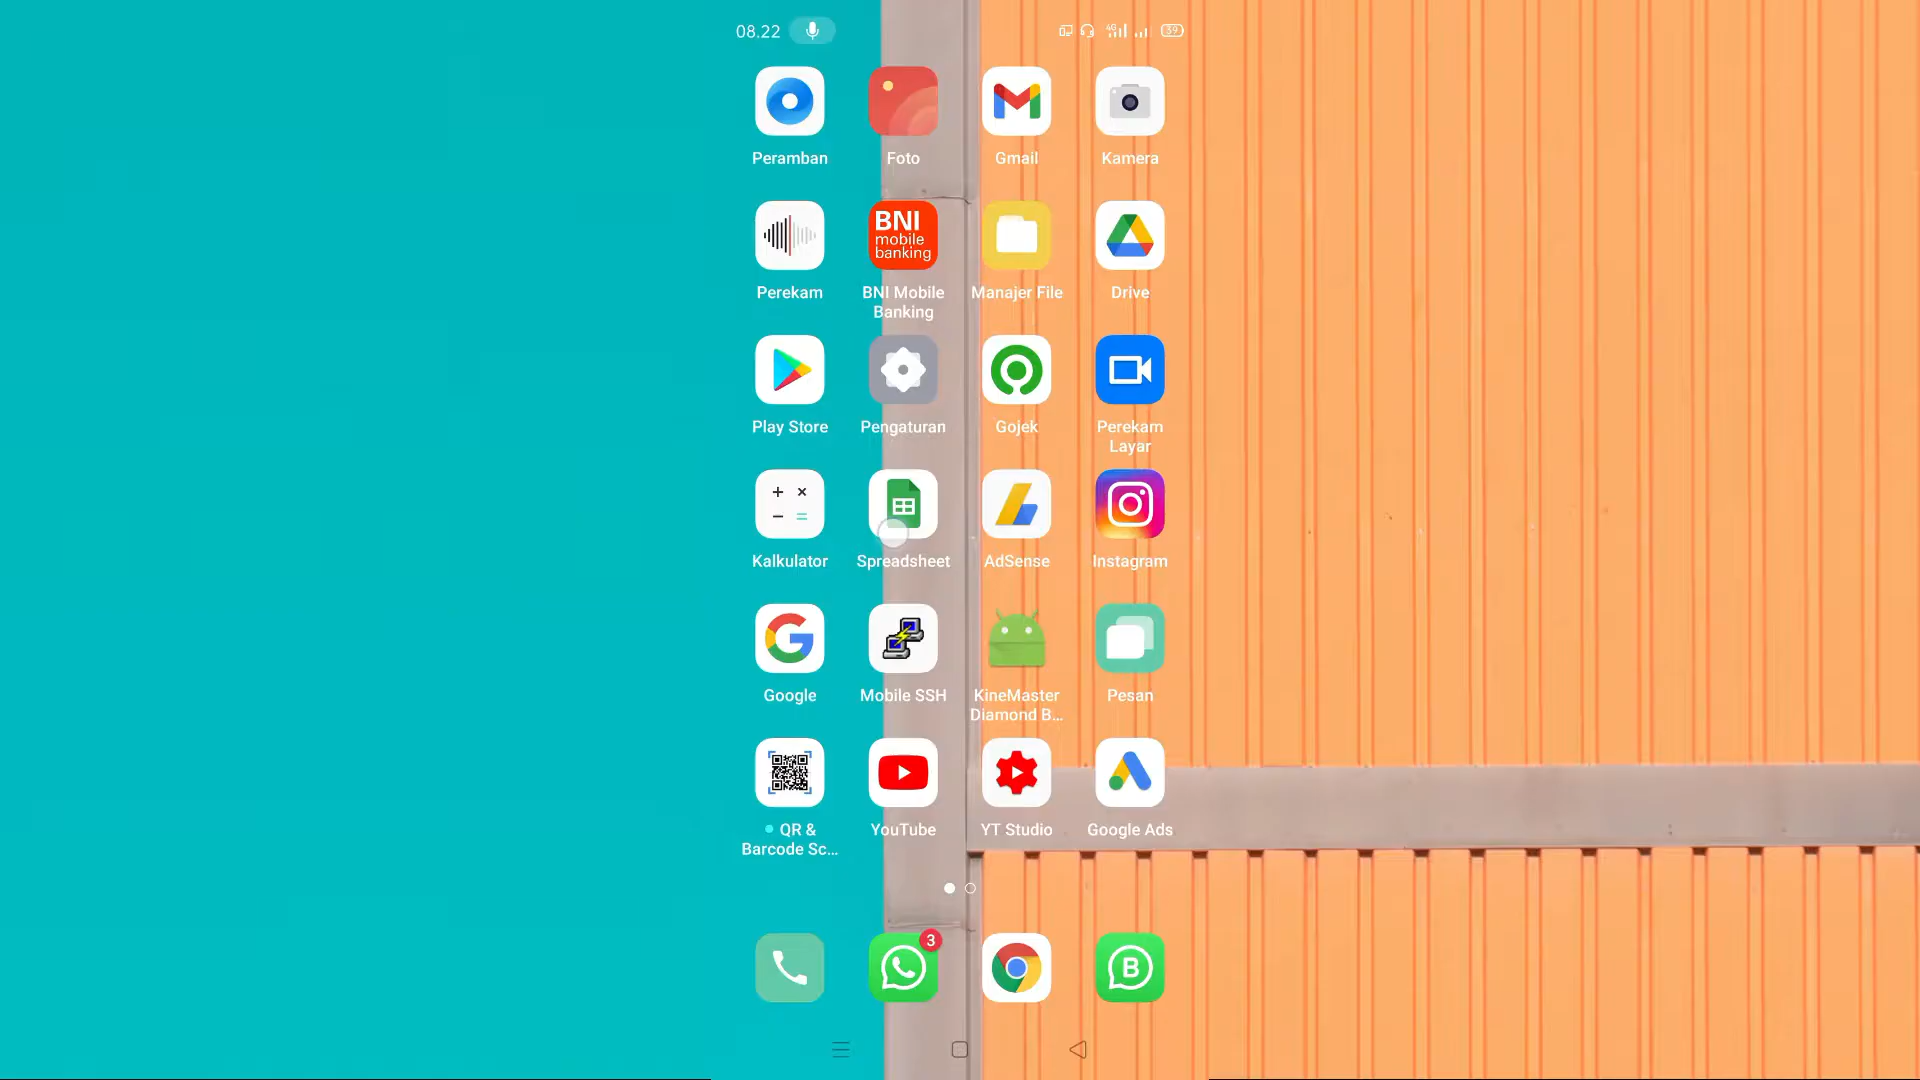 08.22
4G
39
Peramban
Foto
Gmail
Kamera
BNI
mobile
banking
Perekam
BNI Mobile
Banking
Manajer File
Drive
Play Store
Pengaturan
Gojek
Perekam
Layar
Kalkulator
Spreadsheet
AdSense
Instagram
Google
Mobile SSH
KineMaster
Diamond B...
Pesan
QR &
Barcode Sc...
YouTube
YT Studio
Google Ads
3
B